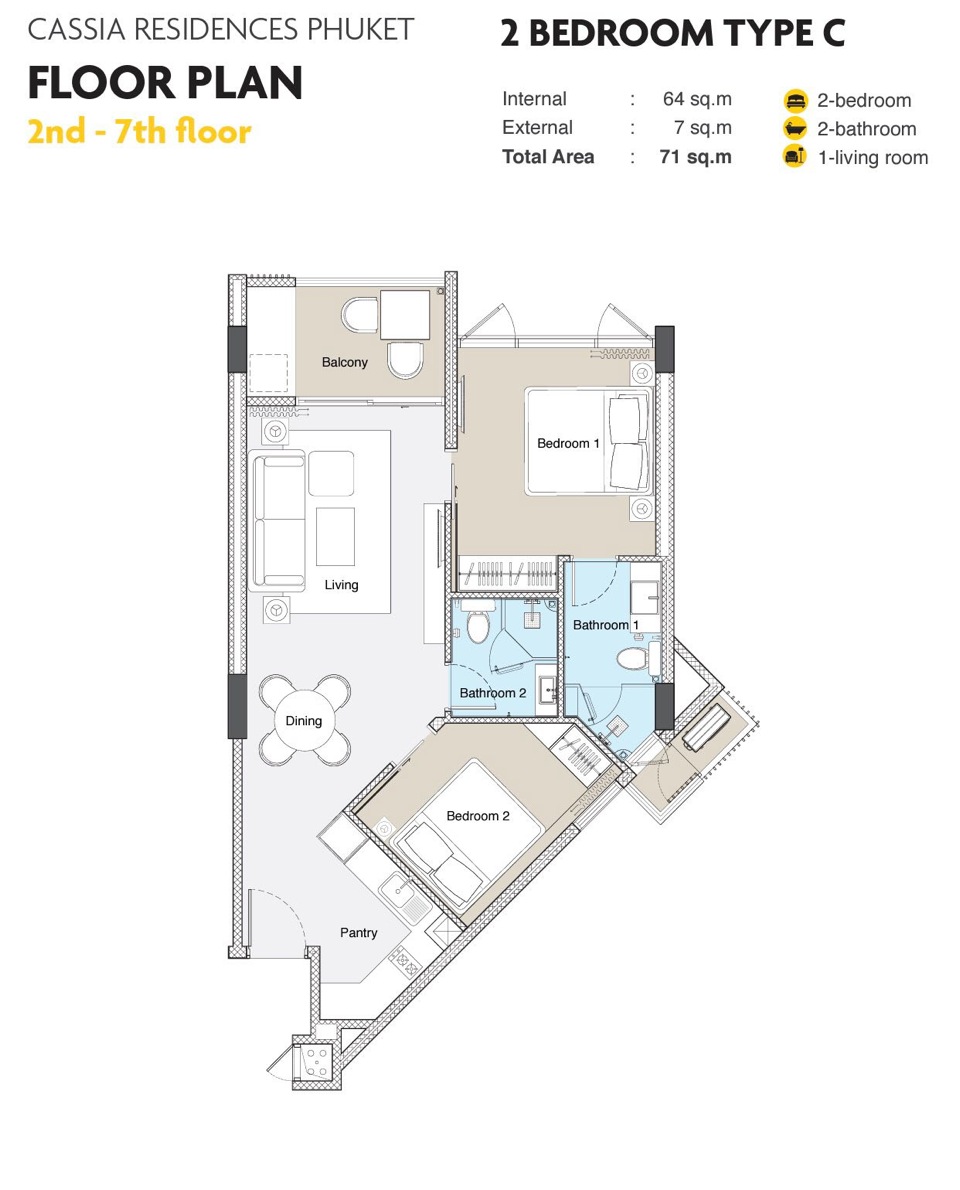 CASSIA RESIDENCES PHUKET
FLOOR PLAN
2nd - 7th floor
2 BEDROOM TYPE C
Internal : 64 sq.m
External : 7 sq.m
Total Area : 71 sq.m
2-bedroom
2-bathroom
1-living room
Balcony
Bedroom 1
Living
Bathroom 1
Bathroom 2
Dining
Bedroom 2
Pantry